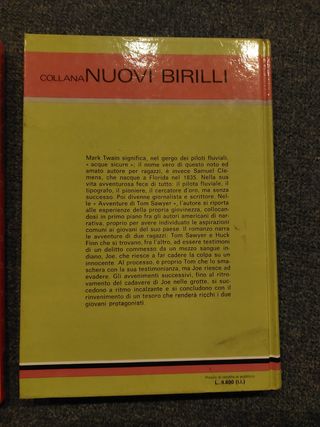 COLLANA NUOVI BIRILLI
Mark Twain significa, nel gergo dei piloti fluviali,
« acque sicure »; il nome vero di questo noto ed
amato autore per ragazzi, è invece Samuel Cle-
mens, che nacque a Florida nel 1835. Nella sua
vita avventurosa fece di tutto: il pilota fluviale, il
tipografo, il pioniere, il cercatore d'oro, ma senza
successo. Poi divenne giornalista e scrittore. Nel-
le « Avventure di Tom Sawyer », l'autore si riporta
alle esperienze della propria giovinezza, collocan-
dosi in primo piano fra gli autori americani di nar-
rativa, proprio per avere individuato le aspirazioni
comuni ai giovani del suo paese. Il romanzo narra
le avventure di due ragazzi: Tom Sawyer e Huck
Finn che si trovano, fra l'altro, ad essere testimoni
di un delitto commesso da un mezzo sangue in-
diano, Joe, che riesce a far cadere la colpa su un
innocente. Al processo, è proprio Tom che lo sma-
schera con la sua testimonianza, ma Joe riesce ad
evadere. Gli avvenimenti successivi, fino al ritro-
vamento del cadavere di Joe nelle grotte, si suc-
cedono a ritmo incalzante e si concludono con il
rinvenimento di un tesoro che renderà ricchi i due
giovani protagonisti.
Prezzo di vendita al pubblico
L. 4.800 (i.i.)